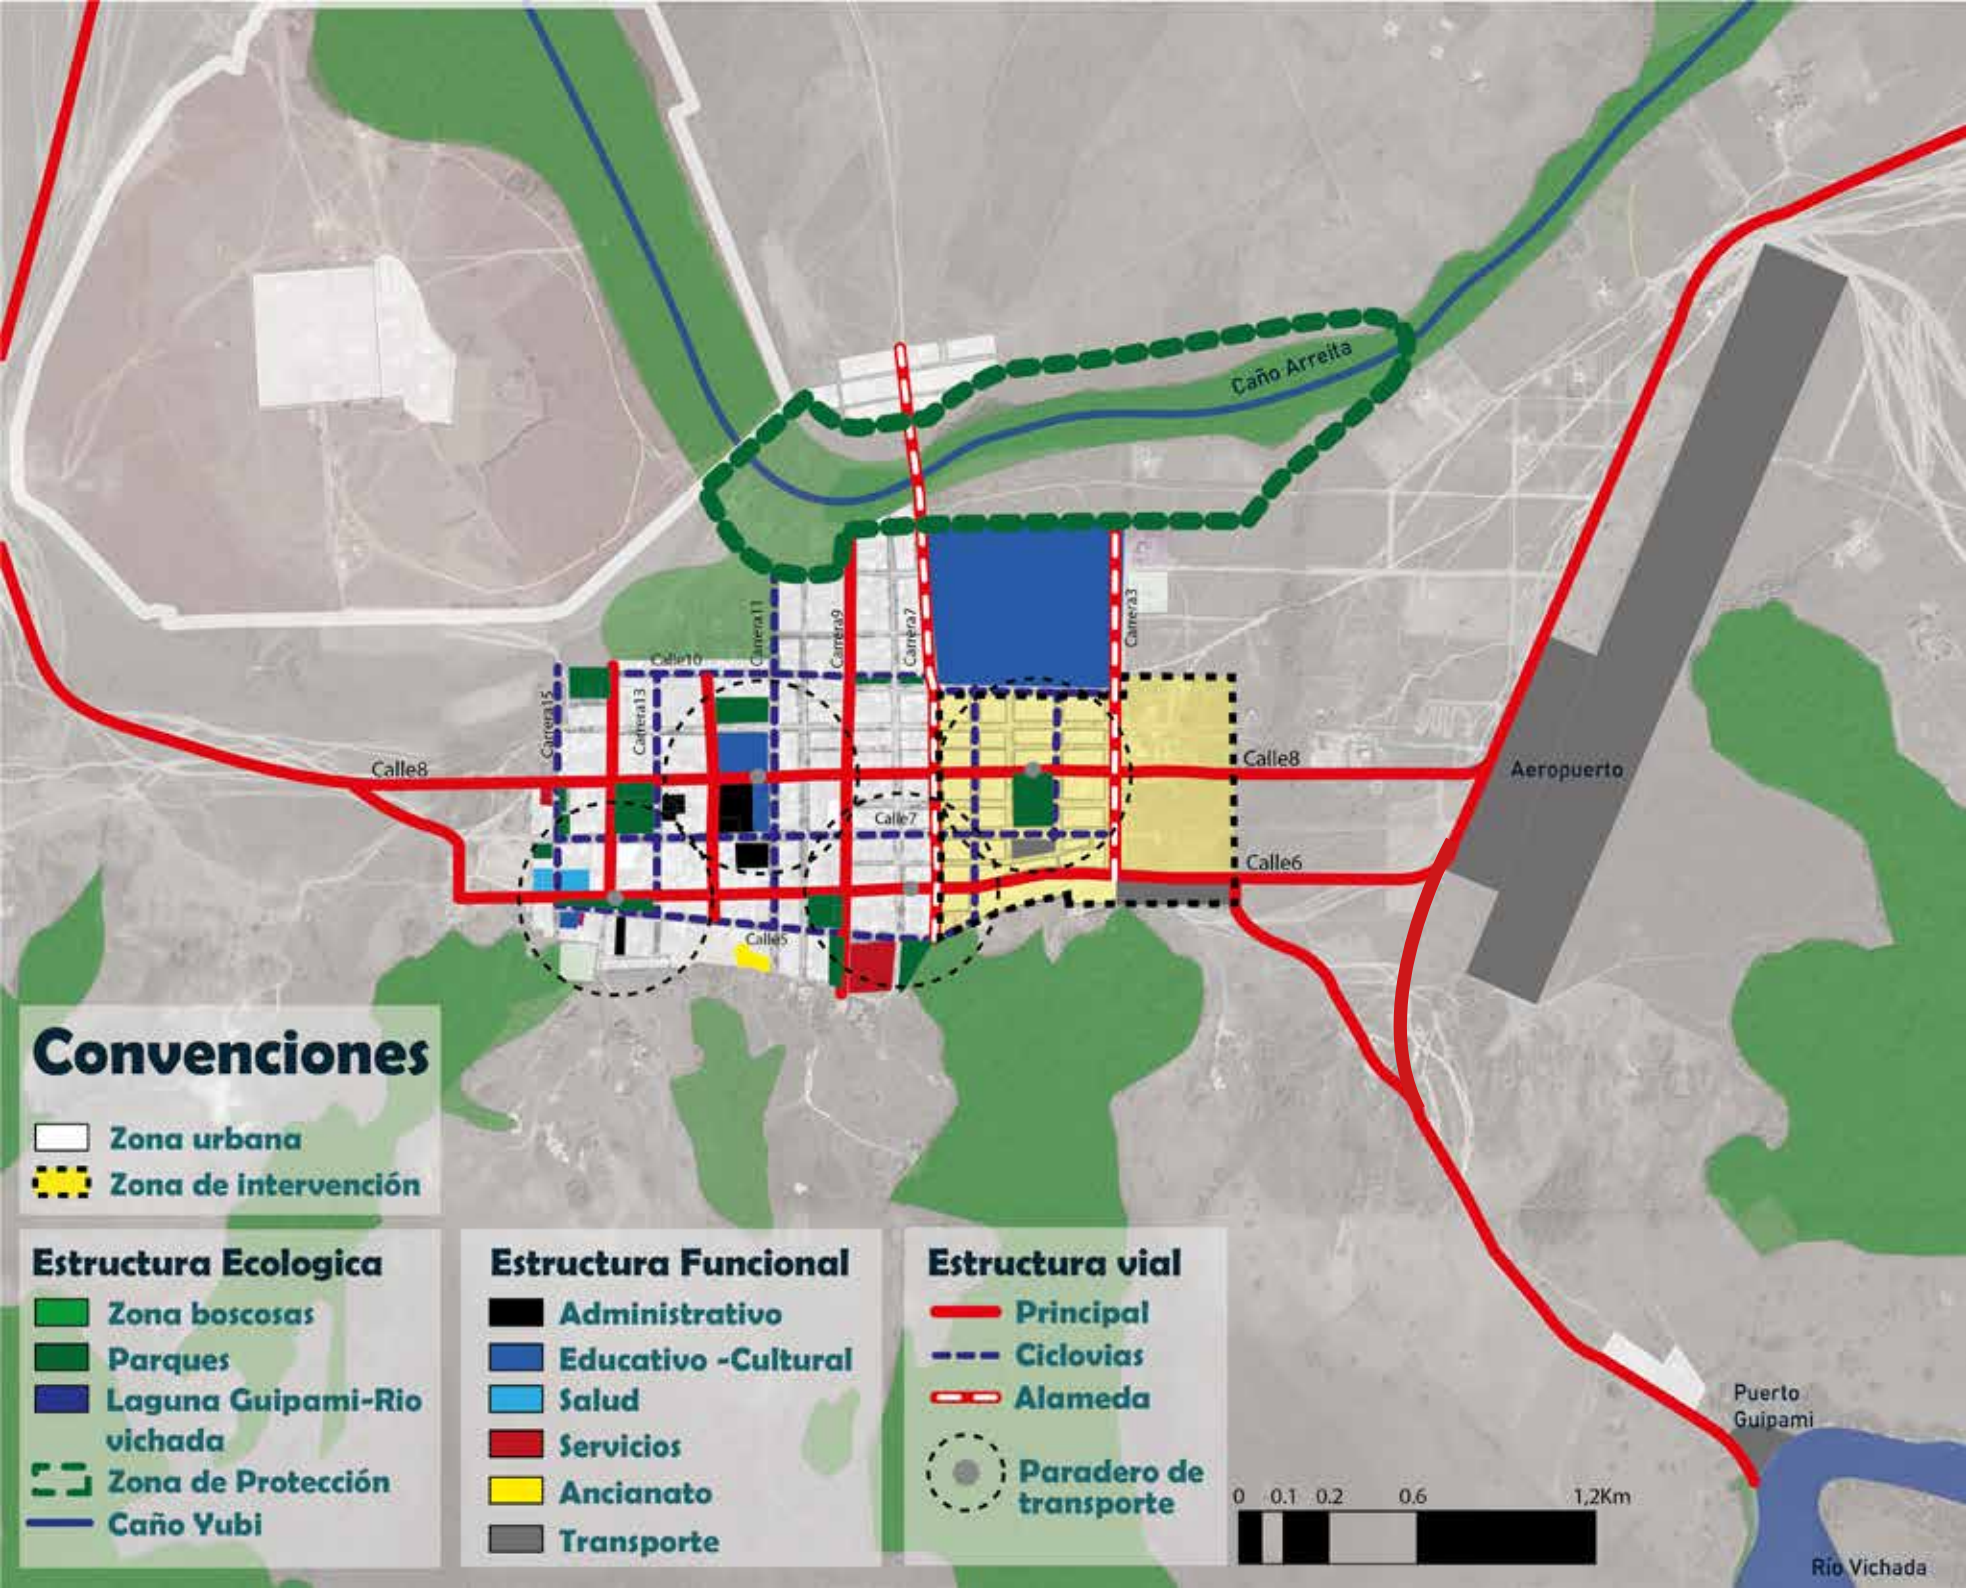 Caño Arreita
Carrera11
Carrera9
Carrera7
Carrera3
Calle10
Carrera15
Carrera13
Calle8
Calle8
Aeropuerto
Calle7
Calle6
Calle5
Convenciones
Zona urbana
Zona de intervención
Estructura Ecologica
Zona boscosas
Parques
Laguna Guipami-Rio
vichada
Zona de Protección
Caño Yubi
Estructura Funcional
Administrativo
Educativo -Cultural
Salud
Servicios
Ancianato
Transporte
Estructura vial
Principal
Ciclovias
Alameda
Paradero de
transporte
0 0.1 0.2 0.6 1,2Km
Puerto
Guipami
Río Vichada